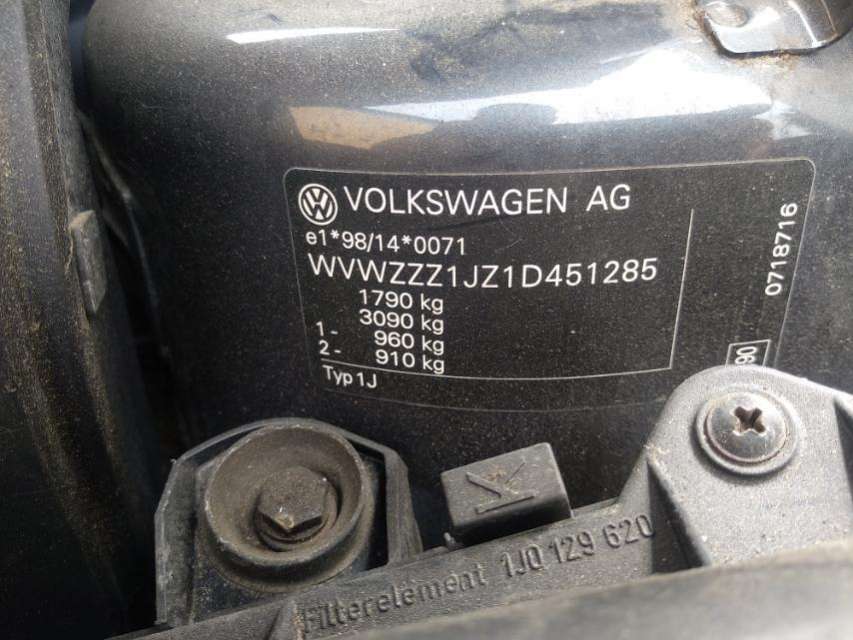 VOLKSWAGEN AG
e1*98/14*0071
WVWZZZ1JZ1D451285
1790 kg
3090 kg
1- 960 kg
2- 910 kg
Typ 1J
0718716
90
Filterelement 1J0 129 620